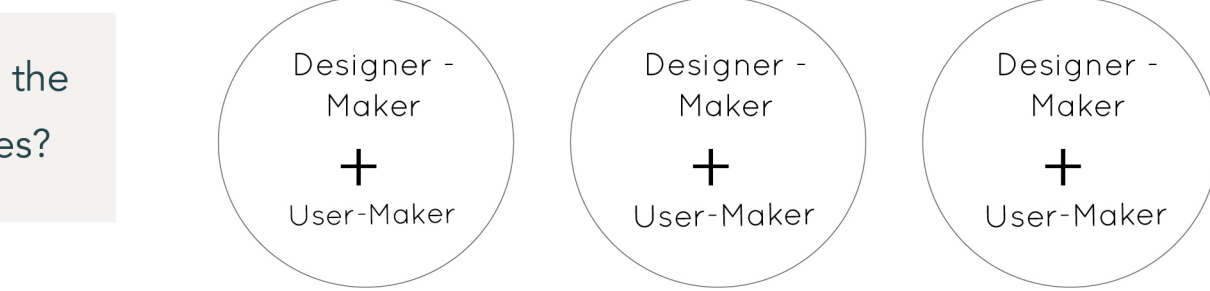 the
es?
Designer -
Maker
+
User-Maker
Designer -
Maker
+
User-Maker
Designer -
Maker
+
User-Maker